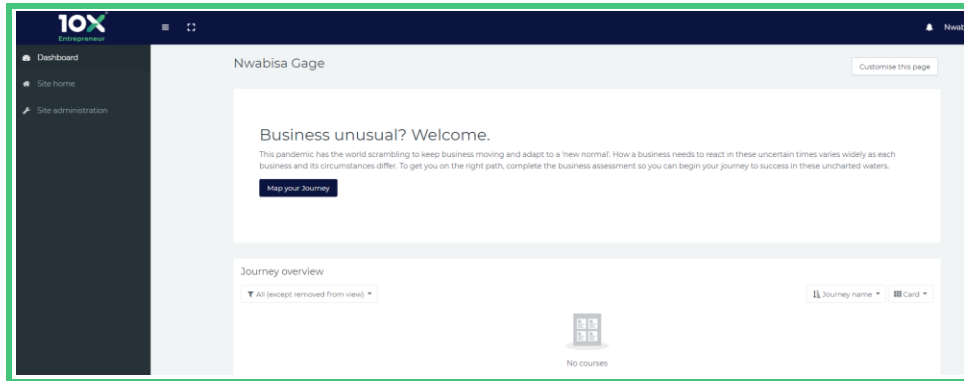 10X
Entrepreneur
Nwab
Dashboard
Site home
Site administration
Nwabisa Gage
Customise this page
Business unusual? Welcome.
This pandemic has the world scrambling to keep business moving and adapt to a 'new normal'. How a business needs to react in these uncertain times varies widely as each
business and its circumstances differ. To get you on the right path, complete the business assessment so you can begin your journey to success in these uncharted waters.
Map your Journey
Journey overview
All (except removed from view)
Journey name
Card
No courses